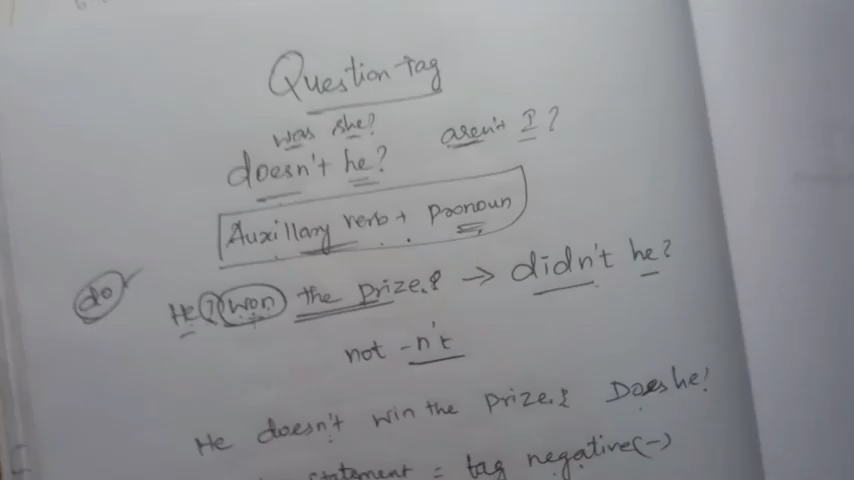 Question tag
was she?
doesn't he? aren't I?
Auxillary verb + pronoun
do He ? won the prize.? → didn't he?
not -n't
He doesn't win the prize.? Does he?
statement = tag negative(-)